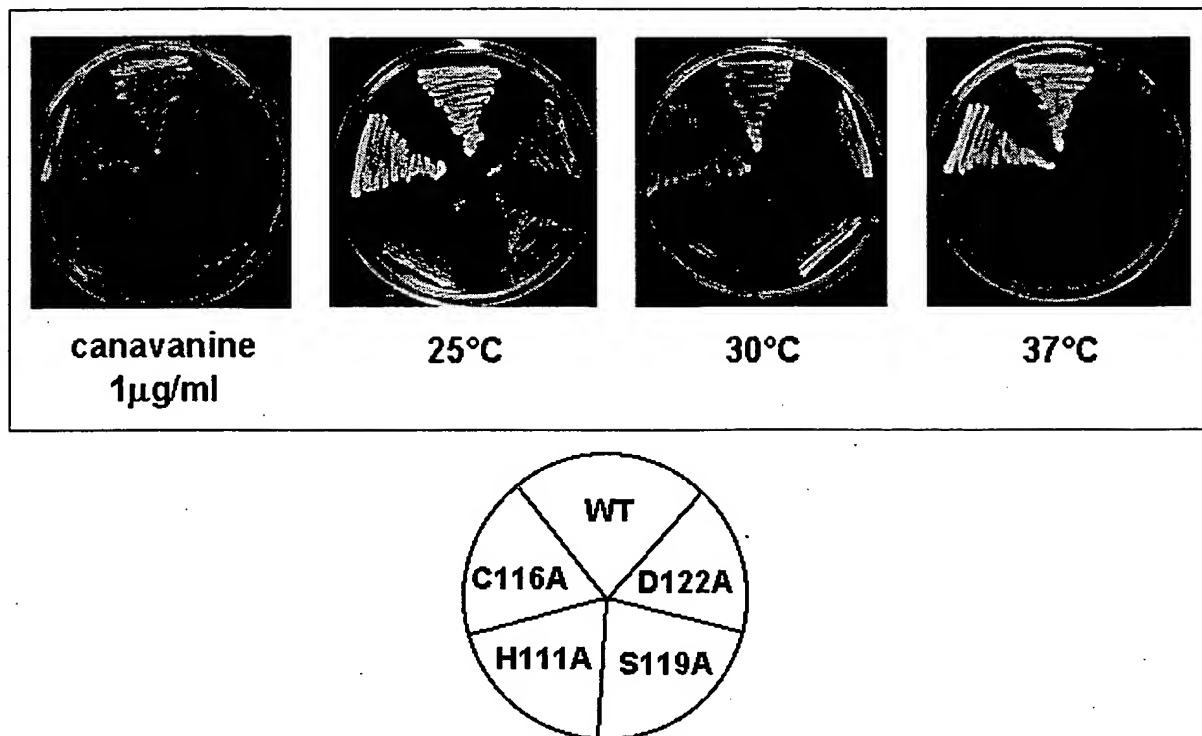 canavanine
1µg/ml
25°C
30°C
37°C
WT
C116A
D122A
H111A
S119A